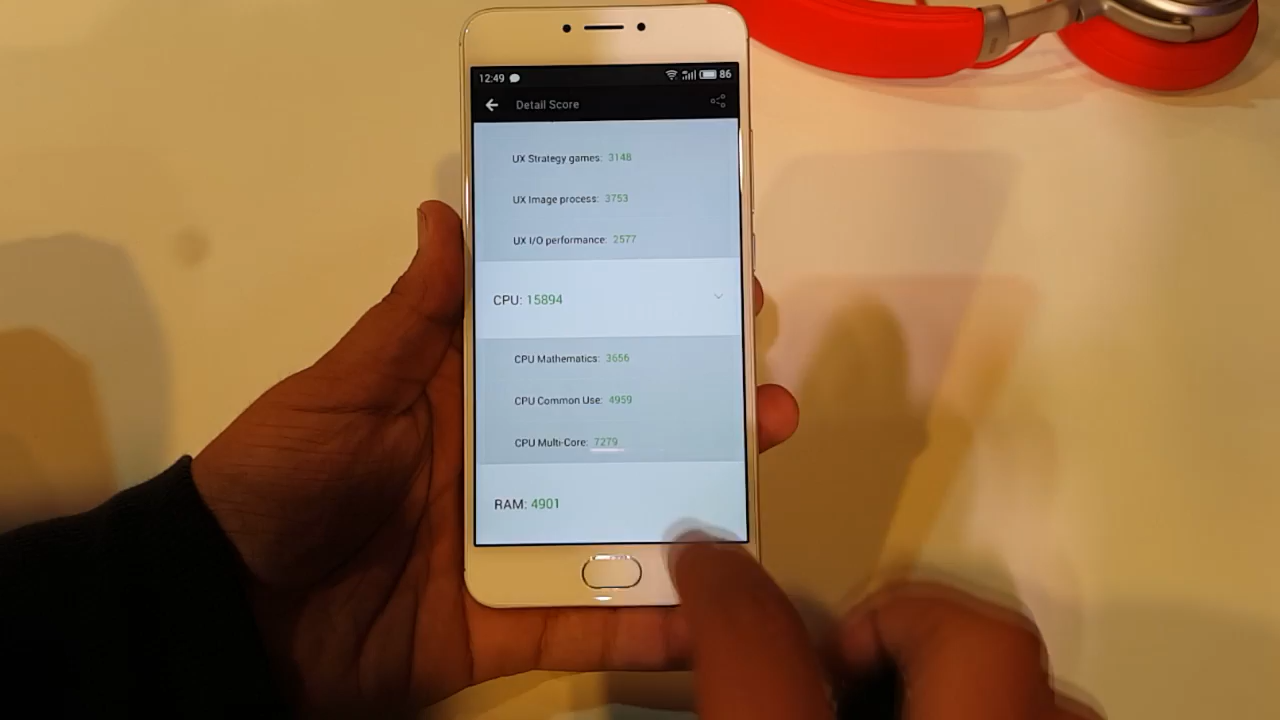 12:49 86
Detail Score
UX Strategy games: 3148
UX Image process: 3753
UX I/O performance: 2577
CPU: 15894
CPU Mathematics: 3656
CPU Common Use: 4959
CPU Multi-Core: 7279
RAM: 4901